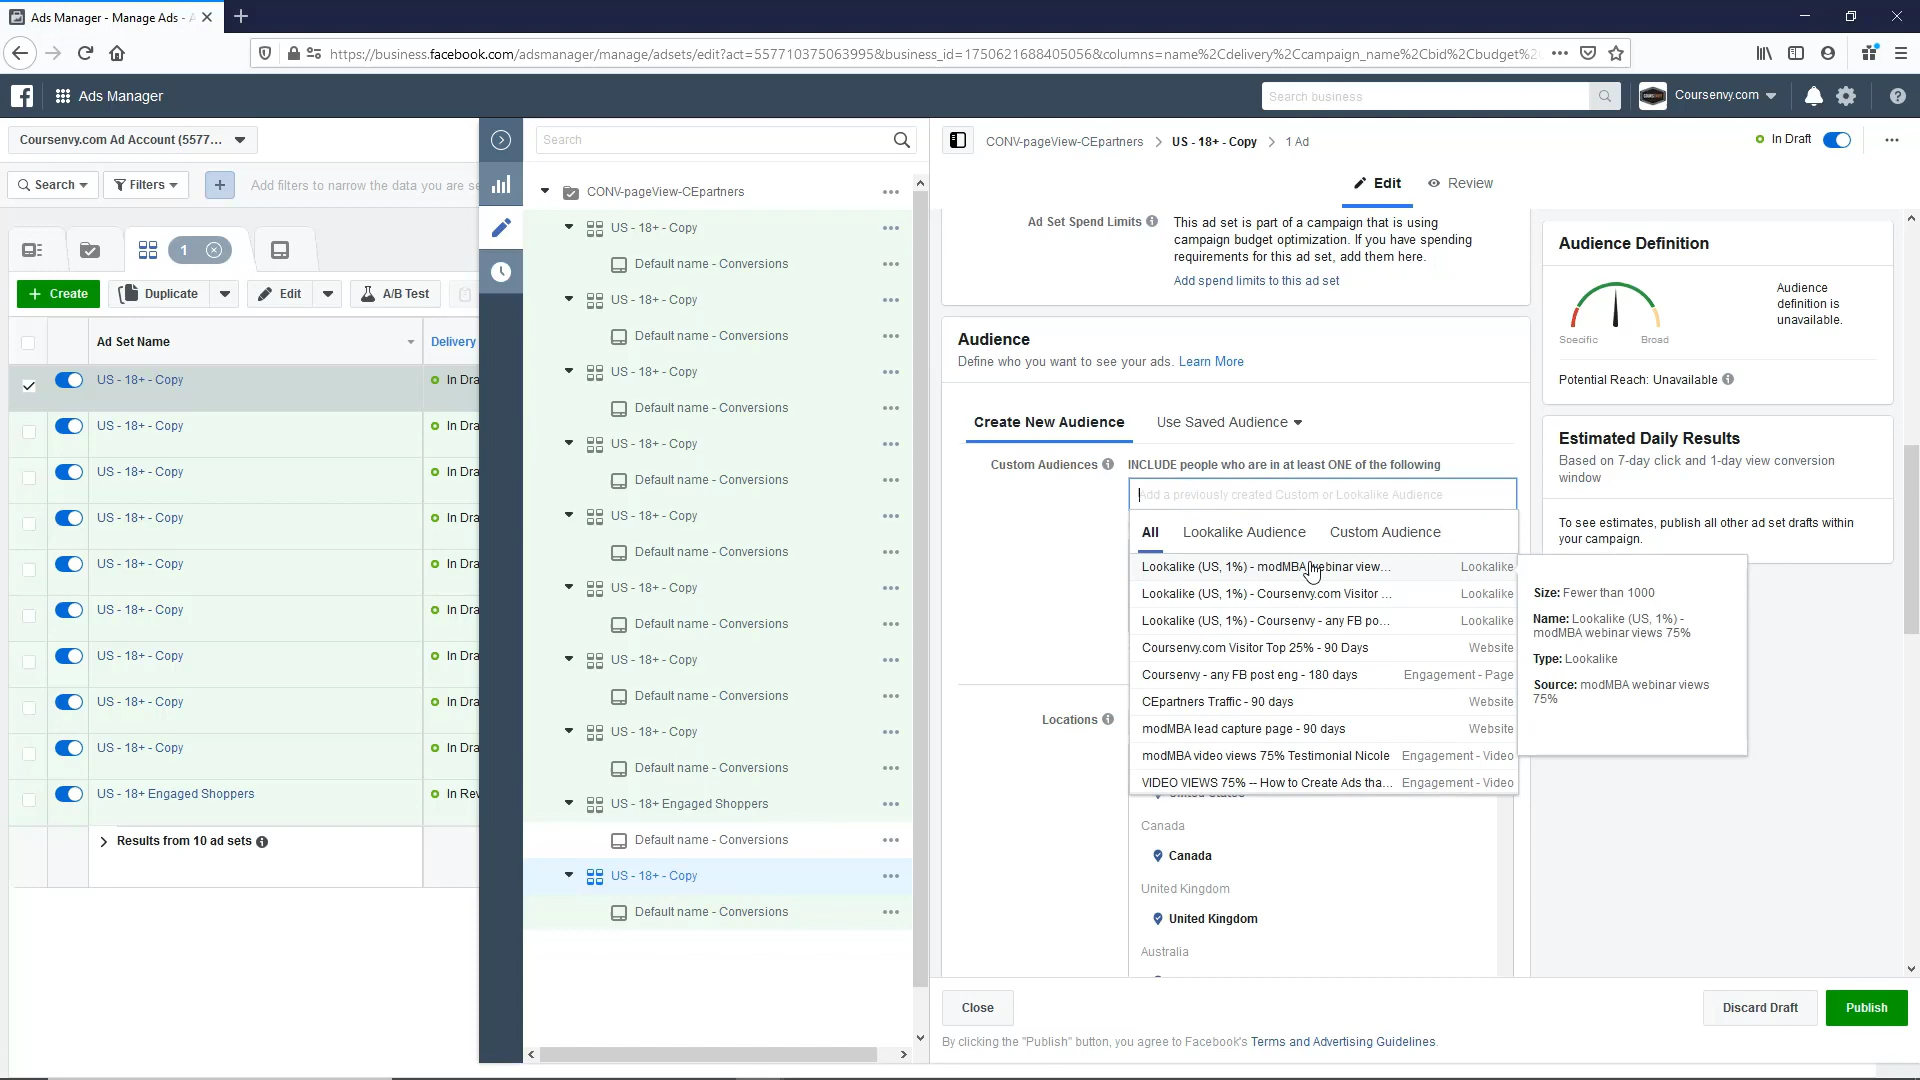 Ads Manager - Manage Ads - A
https://business.facebook.com/adsmanager/manage/adsets/edit?act=557710375063995&business_id=1750621688405056&columns=name%2Cdelivery%2Ccampaign_name%2Cbid%2Cbudget%2
Ads Manager
Search business
Coursenvy.com
Coursenvy.com Ad Account (5577...
Search
Filters
Add filters to narrow the data you are se
1
Create
Duplicate
Edit
A/B Test
Ad Set Name
Delivery
US - 18+ - Copy
In Dra
US - 18+ - Copy
In Dra
US - 18+ - Copy
In Dra
US - 18+ - Copy
In Dra
US - 18+ - Copy
In Dra
US - 18+ - Copy
In Dra
US - 18+ - Copy
In Dra
US - 18+ - Copy
In Dra
US - 18+ - Copy
In Dra
US - 18+ Engaged Shoppers
In Rev
Results from 10 ad sets
Search
CONV-pageView-CEpartners
US - 18+ - Copy
Default name - Conversions
US - 18+ - Copy
Default name - Conversions
US - 18+ - Copy
Default name - Conversions
US - 18+ - Copy
Default name - Conversions
US - 18+ - Copy
Default name - Conversions
US - 18+ - Copy
Default name - Conversions
US - 18+ - Copy
Default name - Conversions
US - 18+ - Copy
Default name - Conversions
US - 18+ Engaged Shoppers
Default name - Conversions
US - 18+ - Copy
Default name - Conversions
CONV-pageView-CEpartners > US - 18+ - Copy > 1 Ad
In Draft
Edit
Review
Ad Set Spend Limits
This ad set is part of a campaign that is using
campaign budget optimization. If you have spending
requirements for this ad set, add them here.
Add spend limits to this ad set
Audience
Define who you want to see your ads. Learn More
Create New Audience
Use Saved Audience
Custom Audiences
INCLUDE people who are in at least ONE of the following
Add a previously created Custom or Lookalike Audience
All
Lookalike Audience
Custom Audience
Lookalike (US, 1%) - modMBA webinar view...
Lookalike
Lookalike (US, 1%) - Coursenvy.com Visitor ...
Lookalike
Lookalike (US, 1%) - Coursenvy - any FB po...
Lookalike
Coursenvy.com Visitor Top 25% - 90 Days
Website
Coursenvy - any FB post eng - 180 days
Engagement - Page
CEpartners Traffic - 90 days
Website
modMBA lead capture page - 90 days
Website
modMBA video views 75% Testimonial Nicole
Engagement - Video
VIDEO VIEWS 75% -- How to Create Ads tha...
Engagement - Video
Locations
United States
Canada
Canada
United Kingdom
United Kingdom
Australia
Size: Fewer than 1000
Name: Lookalike (US, 1%) -
modMBA webinar views 75%
Type: Lookalike
Source: modMBA webinar views
75%
Audience Definition
Specific
Broad
Audience
definition is
unavailable.
Potential Reach: Unavailable
Estimated Daily Results
Based on 7-day click and 1-day view conversion
window
To see estimates, publish all other ad set drafts within
your campaign.
Close
Discard Draft
Publish
By clicking the "Publish" button, you agree to Facebook's Terms and Advertising Guidelines.